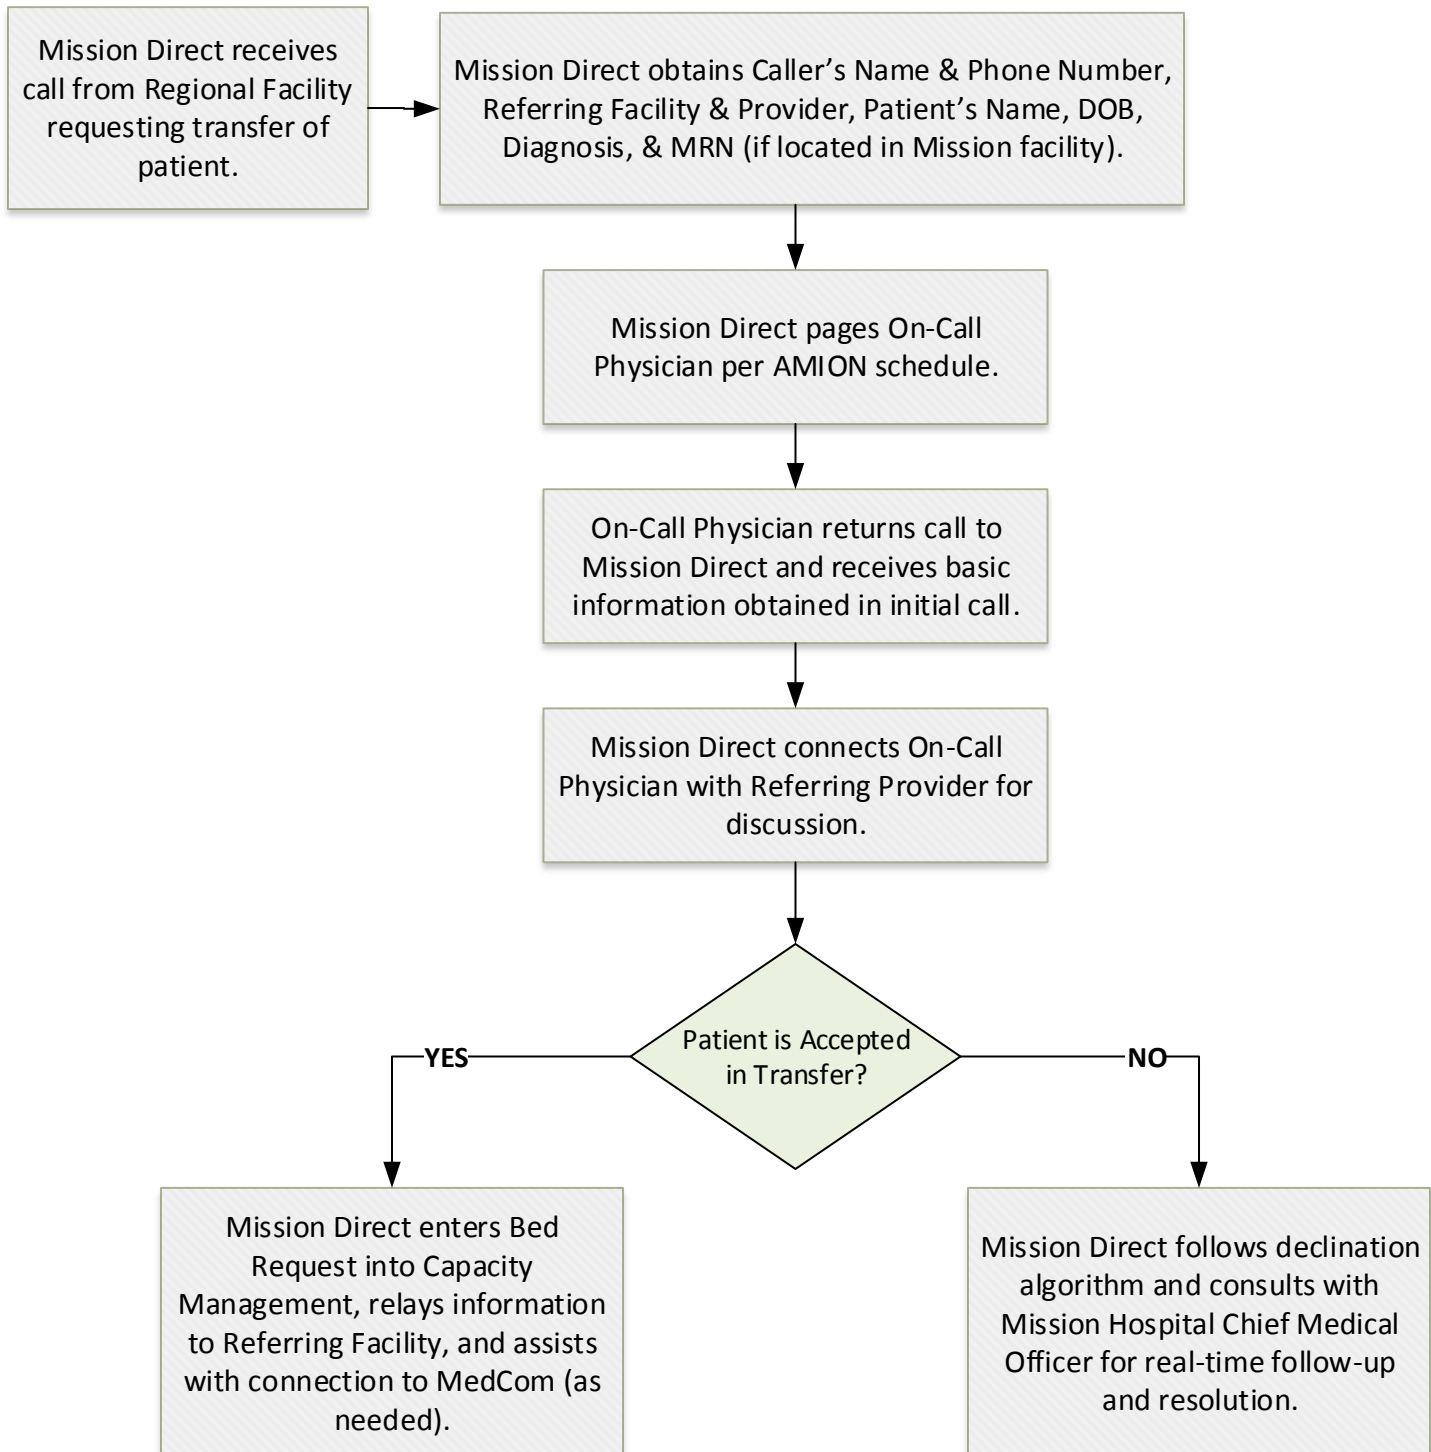 Mission Direct receives
call from Regional Facility
requesting transfer of
patient.
Mission Direct obtains Caller’s Name & Phone Number,
Referring Facility & Provider, Patient’s Name, DOB,
Diagnosis, & MRN (if located in Mission facility).
Mission Direct pages On-Call
Physician per AMION schedule.
On-Call Physician returns call to
Mission Direct and receives basic
information obtained in initial call.
Mission Direct connects On-Call
Physician with Referring Provider for
discussion.
Patient is Accepted
in Transfer?
YES
NO
Mission Direct enters Bed
Request into Capacity
Management, relays information
to Referring Facility, and assists
with connection to MedCom (as
needed).
Mission Direct follows declination
algorithm and consults with
Mission Hospital Chief Medical
Officer for real-time follow-up
and resolution.